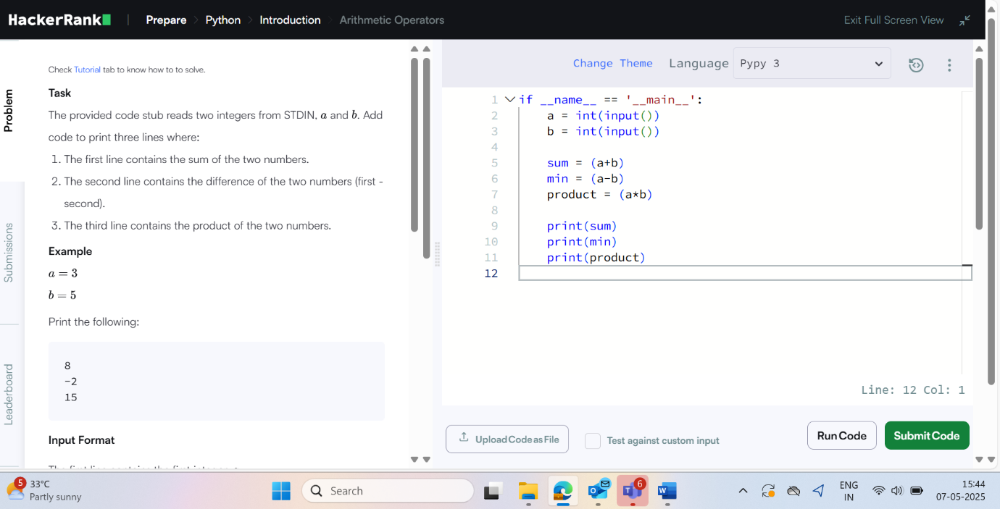 HackerRank
Prepare Python Introduction Arithmetic Operators
Exit Full Screen View
Problem
Submissions
Leaderboard
Check Tutorial tab to know how to to solve.
Task
The provided code stub reads two integers from STDIN, a and b. Add
code to print three lines where:
1. The first line contains the sum of the two numbers.
2. The second line contains the difference of the two numbers (first -
second).
3. The third line contains the product of the two numbers.
Example
a = 3
b = 5
Print the following:
8
-2
15
Input Format
Change Theme Language Pypy 3
1 if __name__ == '__main__':
2 a = int(input())
3 b = int(input())
4
5 sum = (a+b)
6 min = (a-b)
7 product = (a*b)
8
9 print(sum)
10 print(min)
11 print(product)
12
Line: 12 Col: 1
Upload Code as File
Test against custom input
Run Code
Submit Code
5
33°C
Partly sunny
Search
6
ENG
IN
15:44
07-05-2025